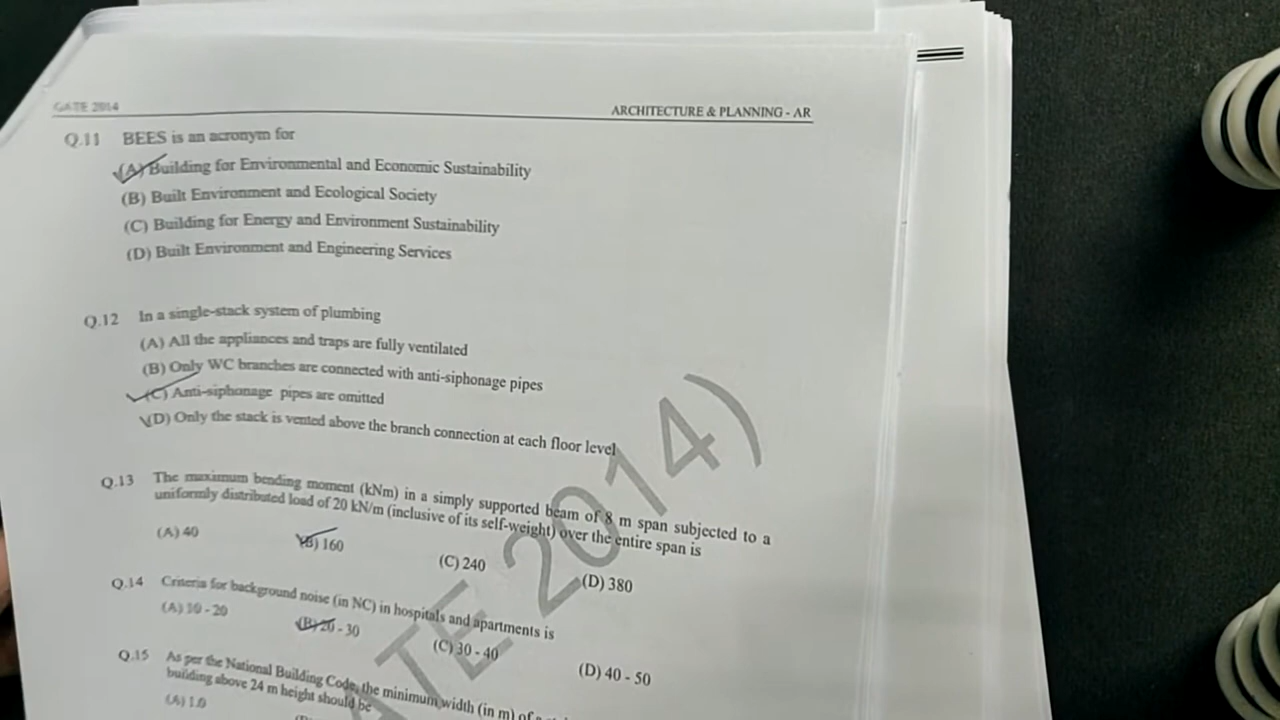 GATE 2014
ARCHITECTURE & PLANNING - AR
Q.11 BEES is an acronym for
(A) Building for Environmental and Economic Sustainability
(B) Built Environment and Ecological Society
(C) Building for Energy and Environment Sustainability
(D) Built Environment and Engineering Services
Q.12 In a single-stack system of plumbing
(A) All the appliances and traps are fully ventilated
(B) Only WC branches are connected with anti-siphonage pipes
(C) Anti-siphonage pipes are omitted
(D) Only the stack is vented above the branch connection at each floor level
Q.13 The maximum bending moment (kNm) in a simply supported beam of 8 m span subjected to a
uniformly distributed load of 20 kN/m (inclusive of its self-weight) over the entire span is
(A) 40 (B) 160 (C) 240 (D) 380
Q.14 Criteria for background noise (in NC) in hospitals and apartments is
(A) 10 - 20 (B) 20 - 30 (C) 30 - 40 (D) 40 - 50
Q.15 As per the National Building Code, the minimum width (in m) of a
building above 24 m height should be
(A) 1.0
ATE 2014)